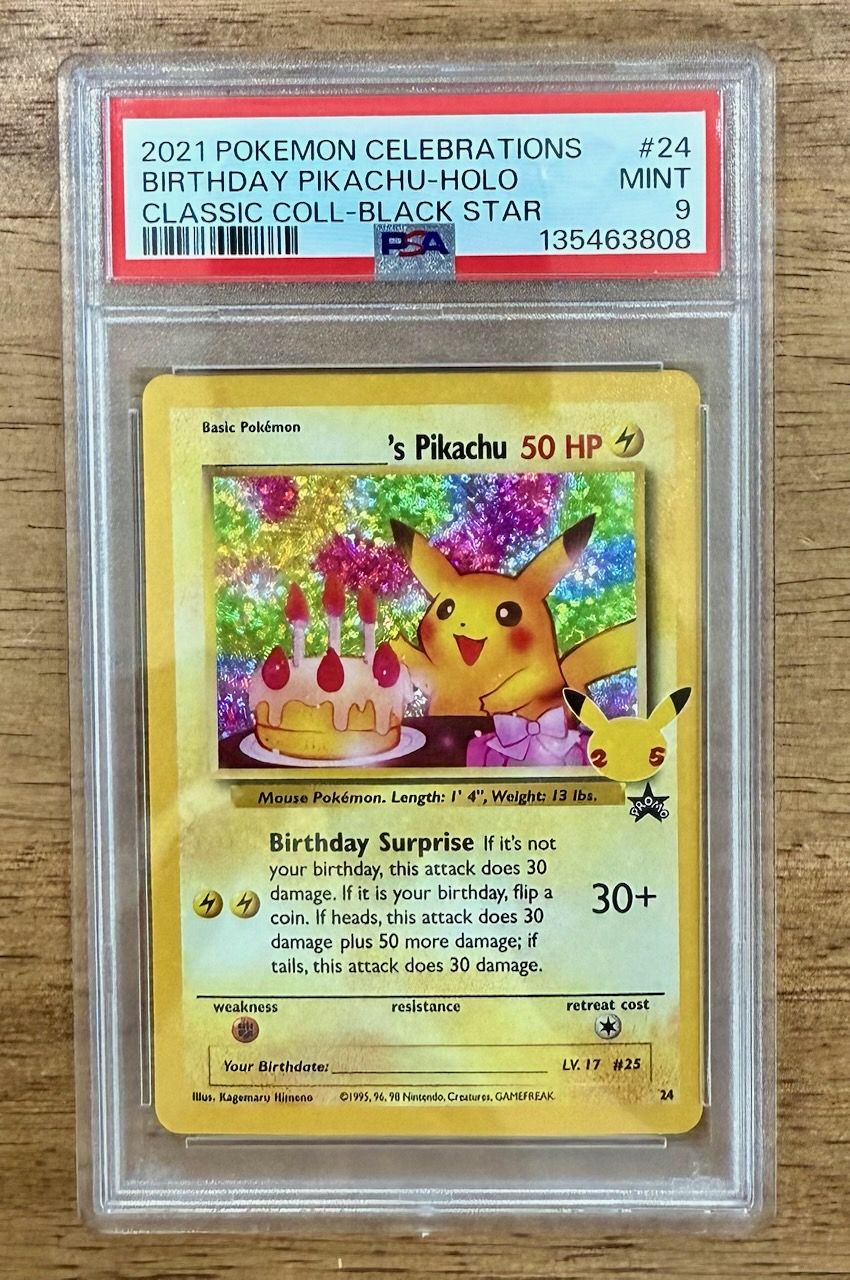 2021 POKEMON CELEBRATIONS #24
BIRTHDAY PIKACHU-HOLO MINT
CLASSIC COLL-BLACK STAR 9
PSA 135463808
Basic Pokémon
's Pikachu 50 HP
2 5
PROMO
Mouse Pokémon. Length: 1' 4", Weight: 13 lbs.
Birthday Surprise If it's not
your birthday, this attack does 30
damage. If it is your birthday, flip a
coin. If heads, this attack does 30
damage plus 50 more damage; if
tails, this attack does 30 damage.
30+
weakness resistance retreat cost
Your Birthdate: LV. 17 #25
Illus. Kagemaru Himeno ©1995, 96, 98 Nintendo, Creatures, GAMEFREAK. 24